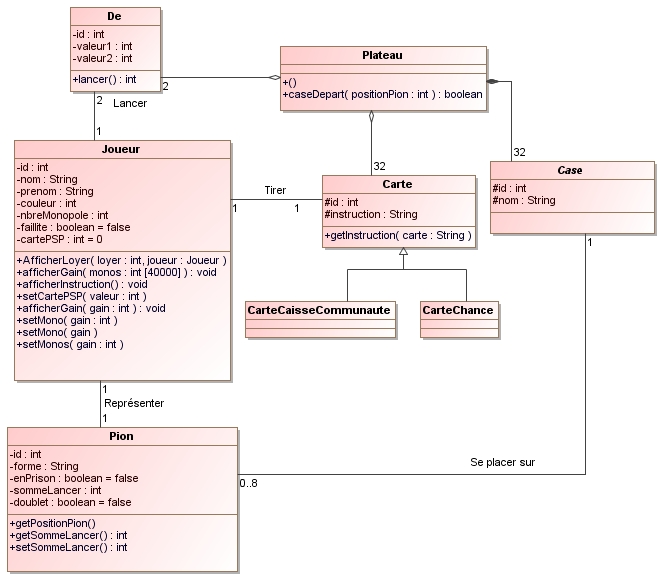 De
-id : int
-valeur1 : int
-valeur2 : int
+lancer() : int
2
Lancer
2
1
Plateau
+()
+caseDepart( positionPion : int ) : boolean
32
32
Joueur
-id : int
-nom : String
-prenom : String
-couleur : int
-nbreMonopole : int
-faillite : boolean = false
-cartePSP : int = 0
+AfficherLoyer( loyer : int, joueur : Joueur )
+afficherGain( monos : int [40000] ) : void
+afficherInstruction() : void
+setCartePSP( valeur : int )
+afficherGain( gain : int ) : void
+setMono( gain : int )
+setMono( gain )
+setMonos( gain : int )
Tirer
1
1
Carte
#id : int
#instruction : String
+getInstruction( carte : String )
Case
#id : int
#nom : String
1
CarteCaisseCommunaute
CarteChance
1
Représenter
1
Pion
-id : int
-forme : String
-enPrison : boolean = false
-sommeLancer : int
-doublet : boolean = false
+getPositionPion()
+getSommeLancer() : int
+setSommeLancer() : int
Se placer sur
0..8